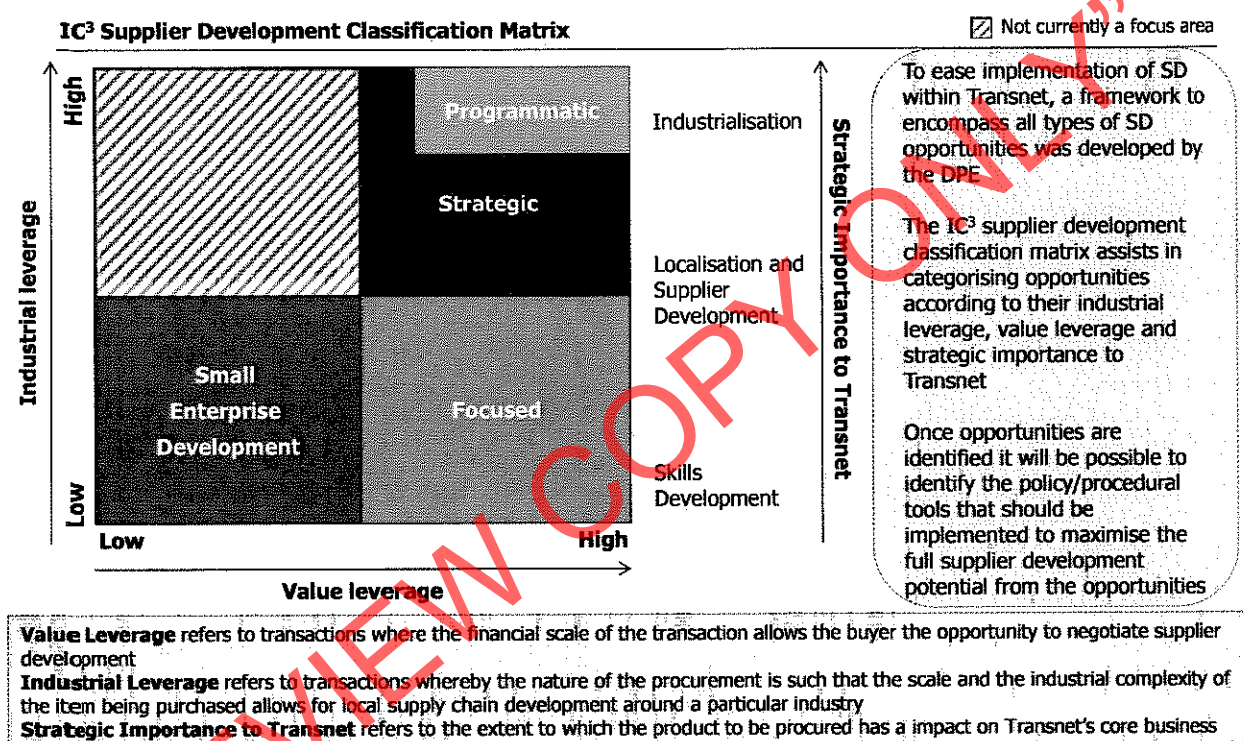 IC³ Supplier Development Classification Matrix
Not currently a focus area
High
Industrial leverage
Low
Programmatic
Strategic
Small
Enterprise
Development
Focused
Low
High
Value leverage
Industrialisation
Localisation and
Supplier
Development
Skills
Development
Strategic Importance to Transnet
To ease implementation of SD
within Transnet, a framework to
encompass all types of SD
opportunities was developed by
the DPE
The IC³ supplier development
classification matrix assists in
categorising opportunities
according to their industrial
leverage, value leverage and
strategic importance to
Transnet
Once opportunities are
identified it will be possible to
identify the policy/procedural
tools that should be
implemented to maximise the
full supplier development
potential from the opportunities
Value Leverage refers to transactions where the financial scale of the transaction allows the buyer the opportunity to negotiate supplier
development
Industrial Leverage refers to transactions whereby the nature of the procurement is such that the scale and the industrial complexity of
the item being purchased allows for local supply chain development around a particular industry
Strategic Importance to Transnet refers to the extent to which the product to be procured has a impact on Transnet's core business
VIEW COPY ONLY"